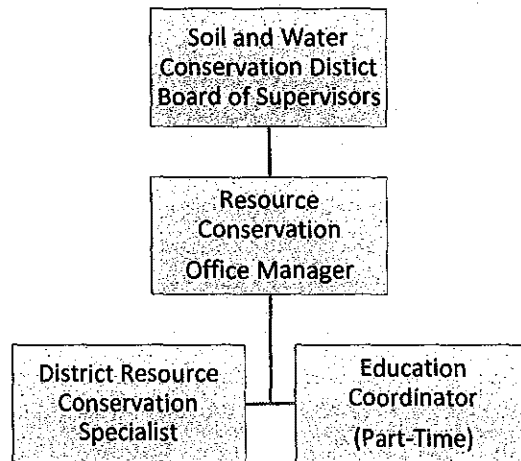 Soil and Water
Conservation Distict
Board of Supervisors
Resource
Conservation
Office Manager
District Resource
Conservation
Specialist
Education
Coordinator
(Part-Time)